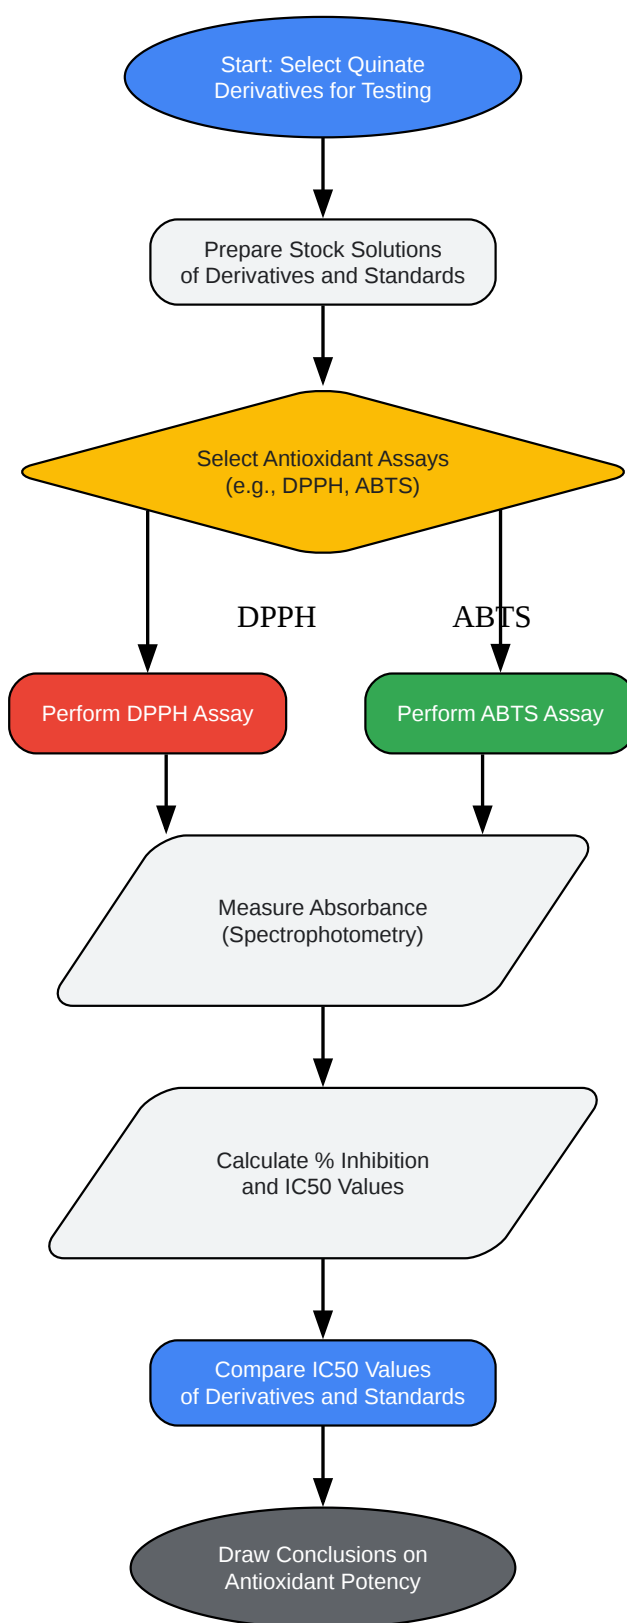 Start: Select Quinate
Derivatives for Testing
Prepare Stock Solutions
of Derivatives and Standards
Select Antioxidant Assays
(e.g., DPPH, ABTS)
DPPH
ABTS
Perform DPPH Assay
Perform ABTS Assay
Measure Absorbance
(Spectrophotometry)
Calculate % Inhibition
and IC50 Values
Compare IC50 Values
of Derivatives and Standards
Draw Conclusions on
Antioxidant Potency